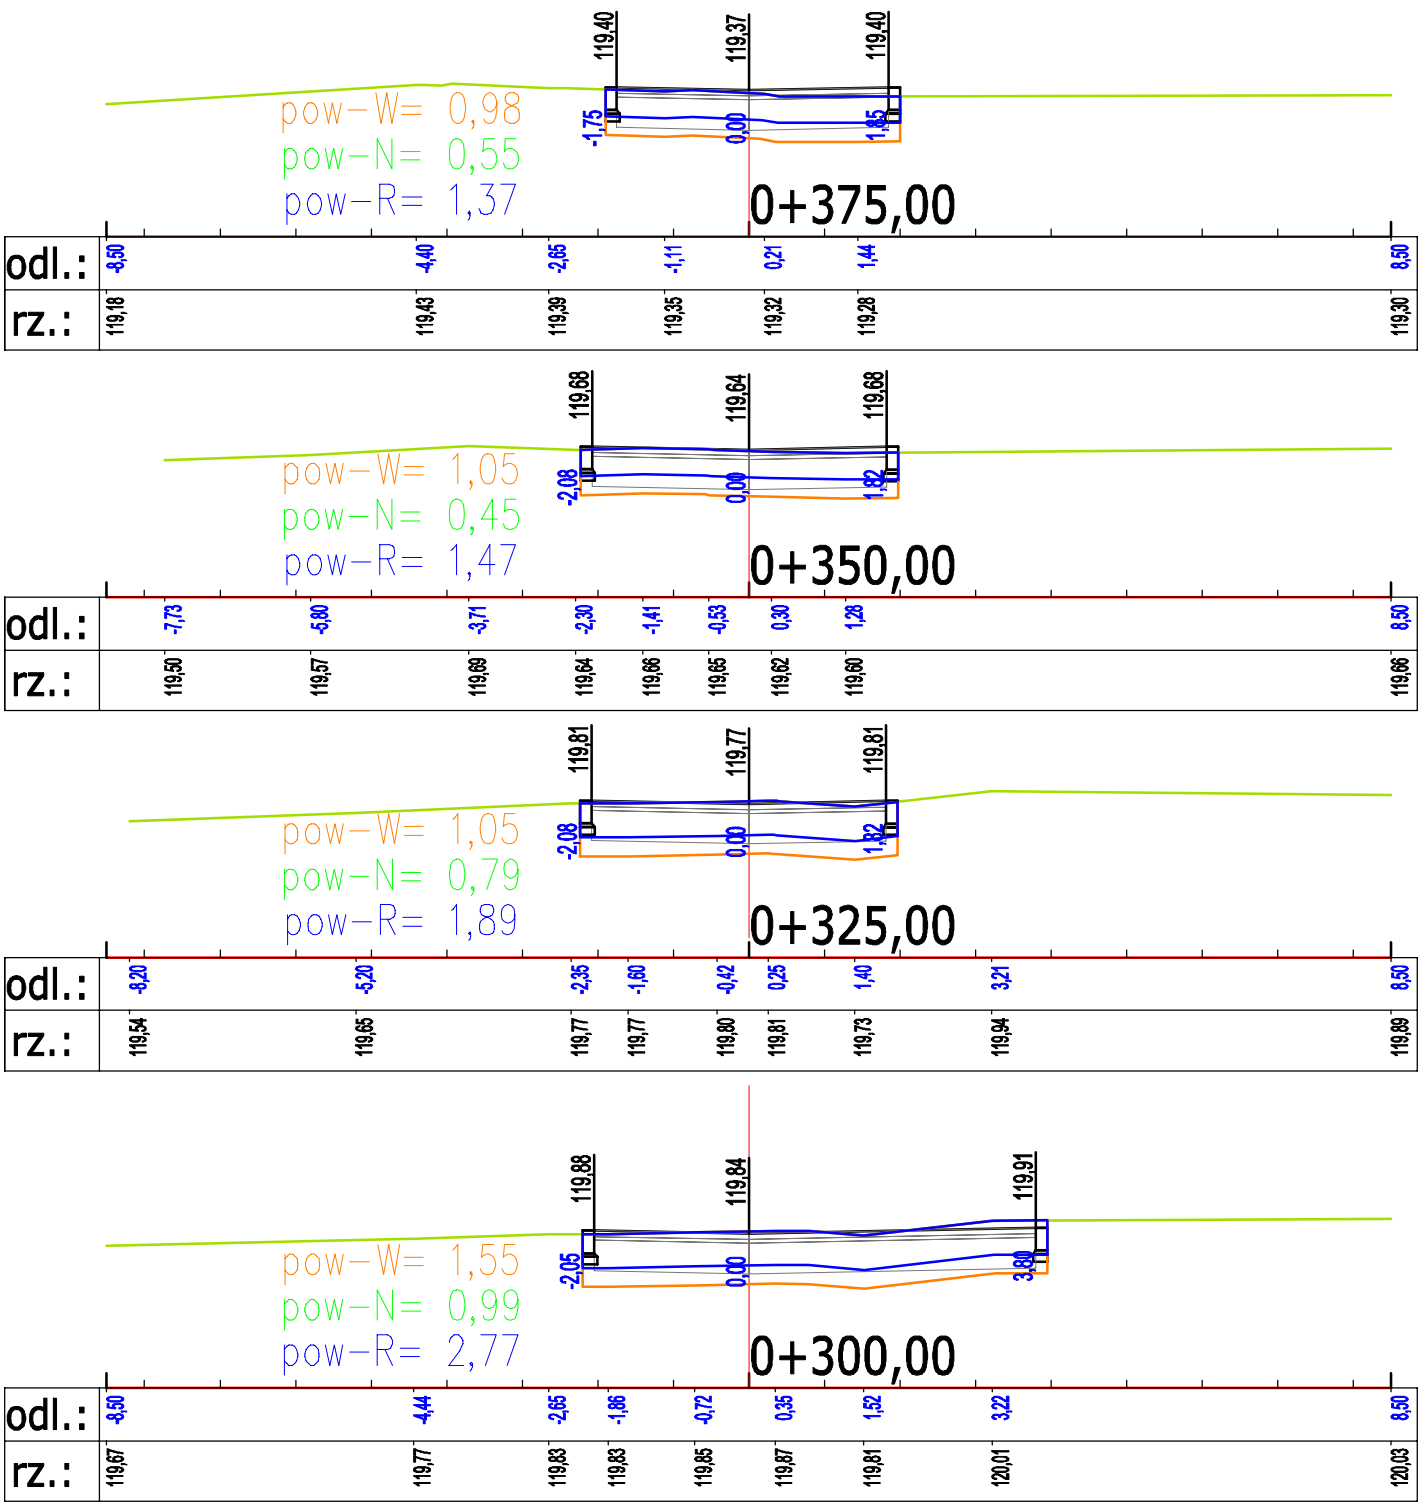 119,40 119,37 119,40
pow-W= 0,98
-1,75 0,00 1,85
pow-N= 0,55
pow-R= 1,37
0+375,00
odl.: -8,50 -4,40 -2,65 -1,11 0,21 1,44 8,50
rz.: 119,18 119,43 119,39 119,35 119,32 119,28 119,30
119,68 119,64 119,68
pow-W= 1,05
-2,08 0,00 1,82
pow-N= 0,45
pow-R= 1,47
0+350,00
odl.: -7,73 -5,80 -3,71 -2,30 -1,41 -0,53 0,30 1,28 8,50
rz.: 119,50 119,57 119,69 119,64 119,66 119,65 119,62 119,60 119,66
119,81 119,77 119,81
pow-W= 1,05
-2,08 0,00 1,82
pow-N= 0,79
pow-R= 1,89
0+325,00
odl.: -8,20 -5,20 -2,35 -1,60 -0,42 0,25 1,40 3,21 8,50
rz.: 119,54 119,65 119,77 119,77 119,80 119,81 119,73 119,94 119,89
119,88 119,84 119,91
pow-W= 1,55
-2,05 0,00 3,80
pow-N= 0,99
pow-R= 2,77
0+300,00
odl.: -8,50 -4,44 -2,65 -1,86 -0,72 0,35 1,52 3,22 8,50
rz.: 119,67 119,77 119,83 119,83 119,85 119,87 119,81 120,01 120,03